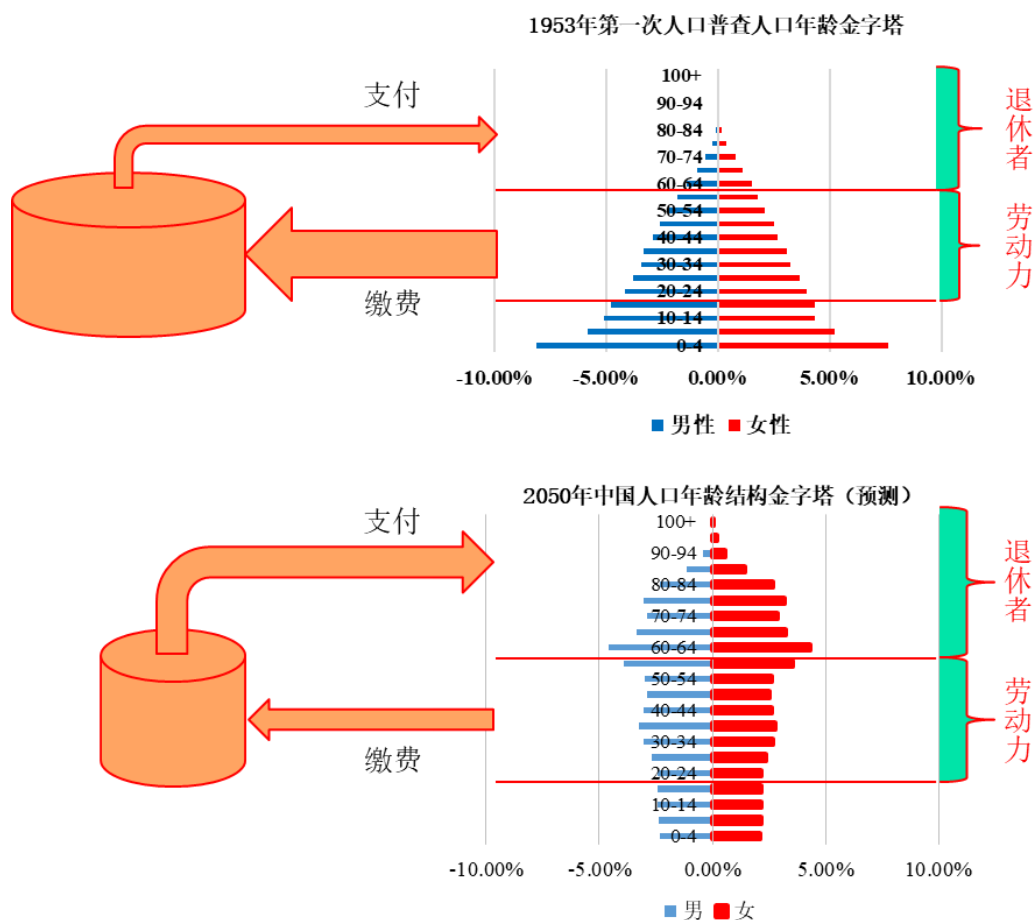 1953年第一次人口普查人口年龄金字塔
支付
缴费
100+
90-94
80-84
70-74
60-64
50-54
40-44
30-34
20-24
10-14
0-4
退休者
劳动力
-10.00% -5.00% 0.00% 5.00% 10.00%
男性 女性
2050年中国人口年龄结构金字塔（预测）
支付
缴费
100+
90-94
80-84
70-74
60-64
50-54
40-44
30-34
20-24
10-14
0-4
退休者
劳动力
-10.00% -5.00% 0.00% 5.00% 10.00%
男 女